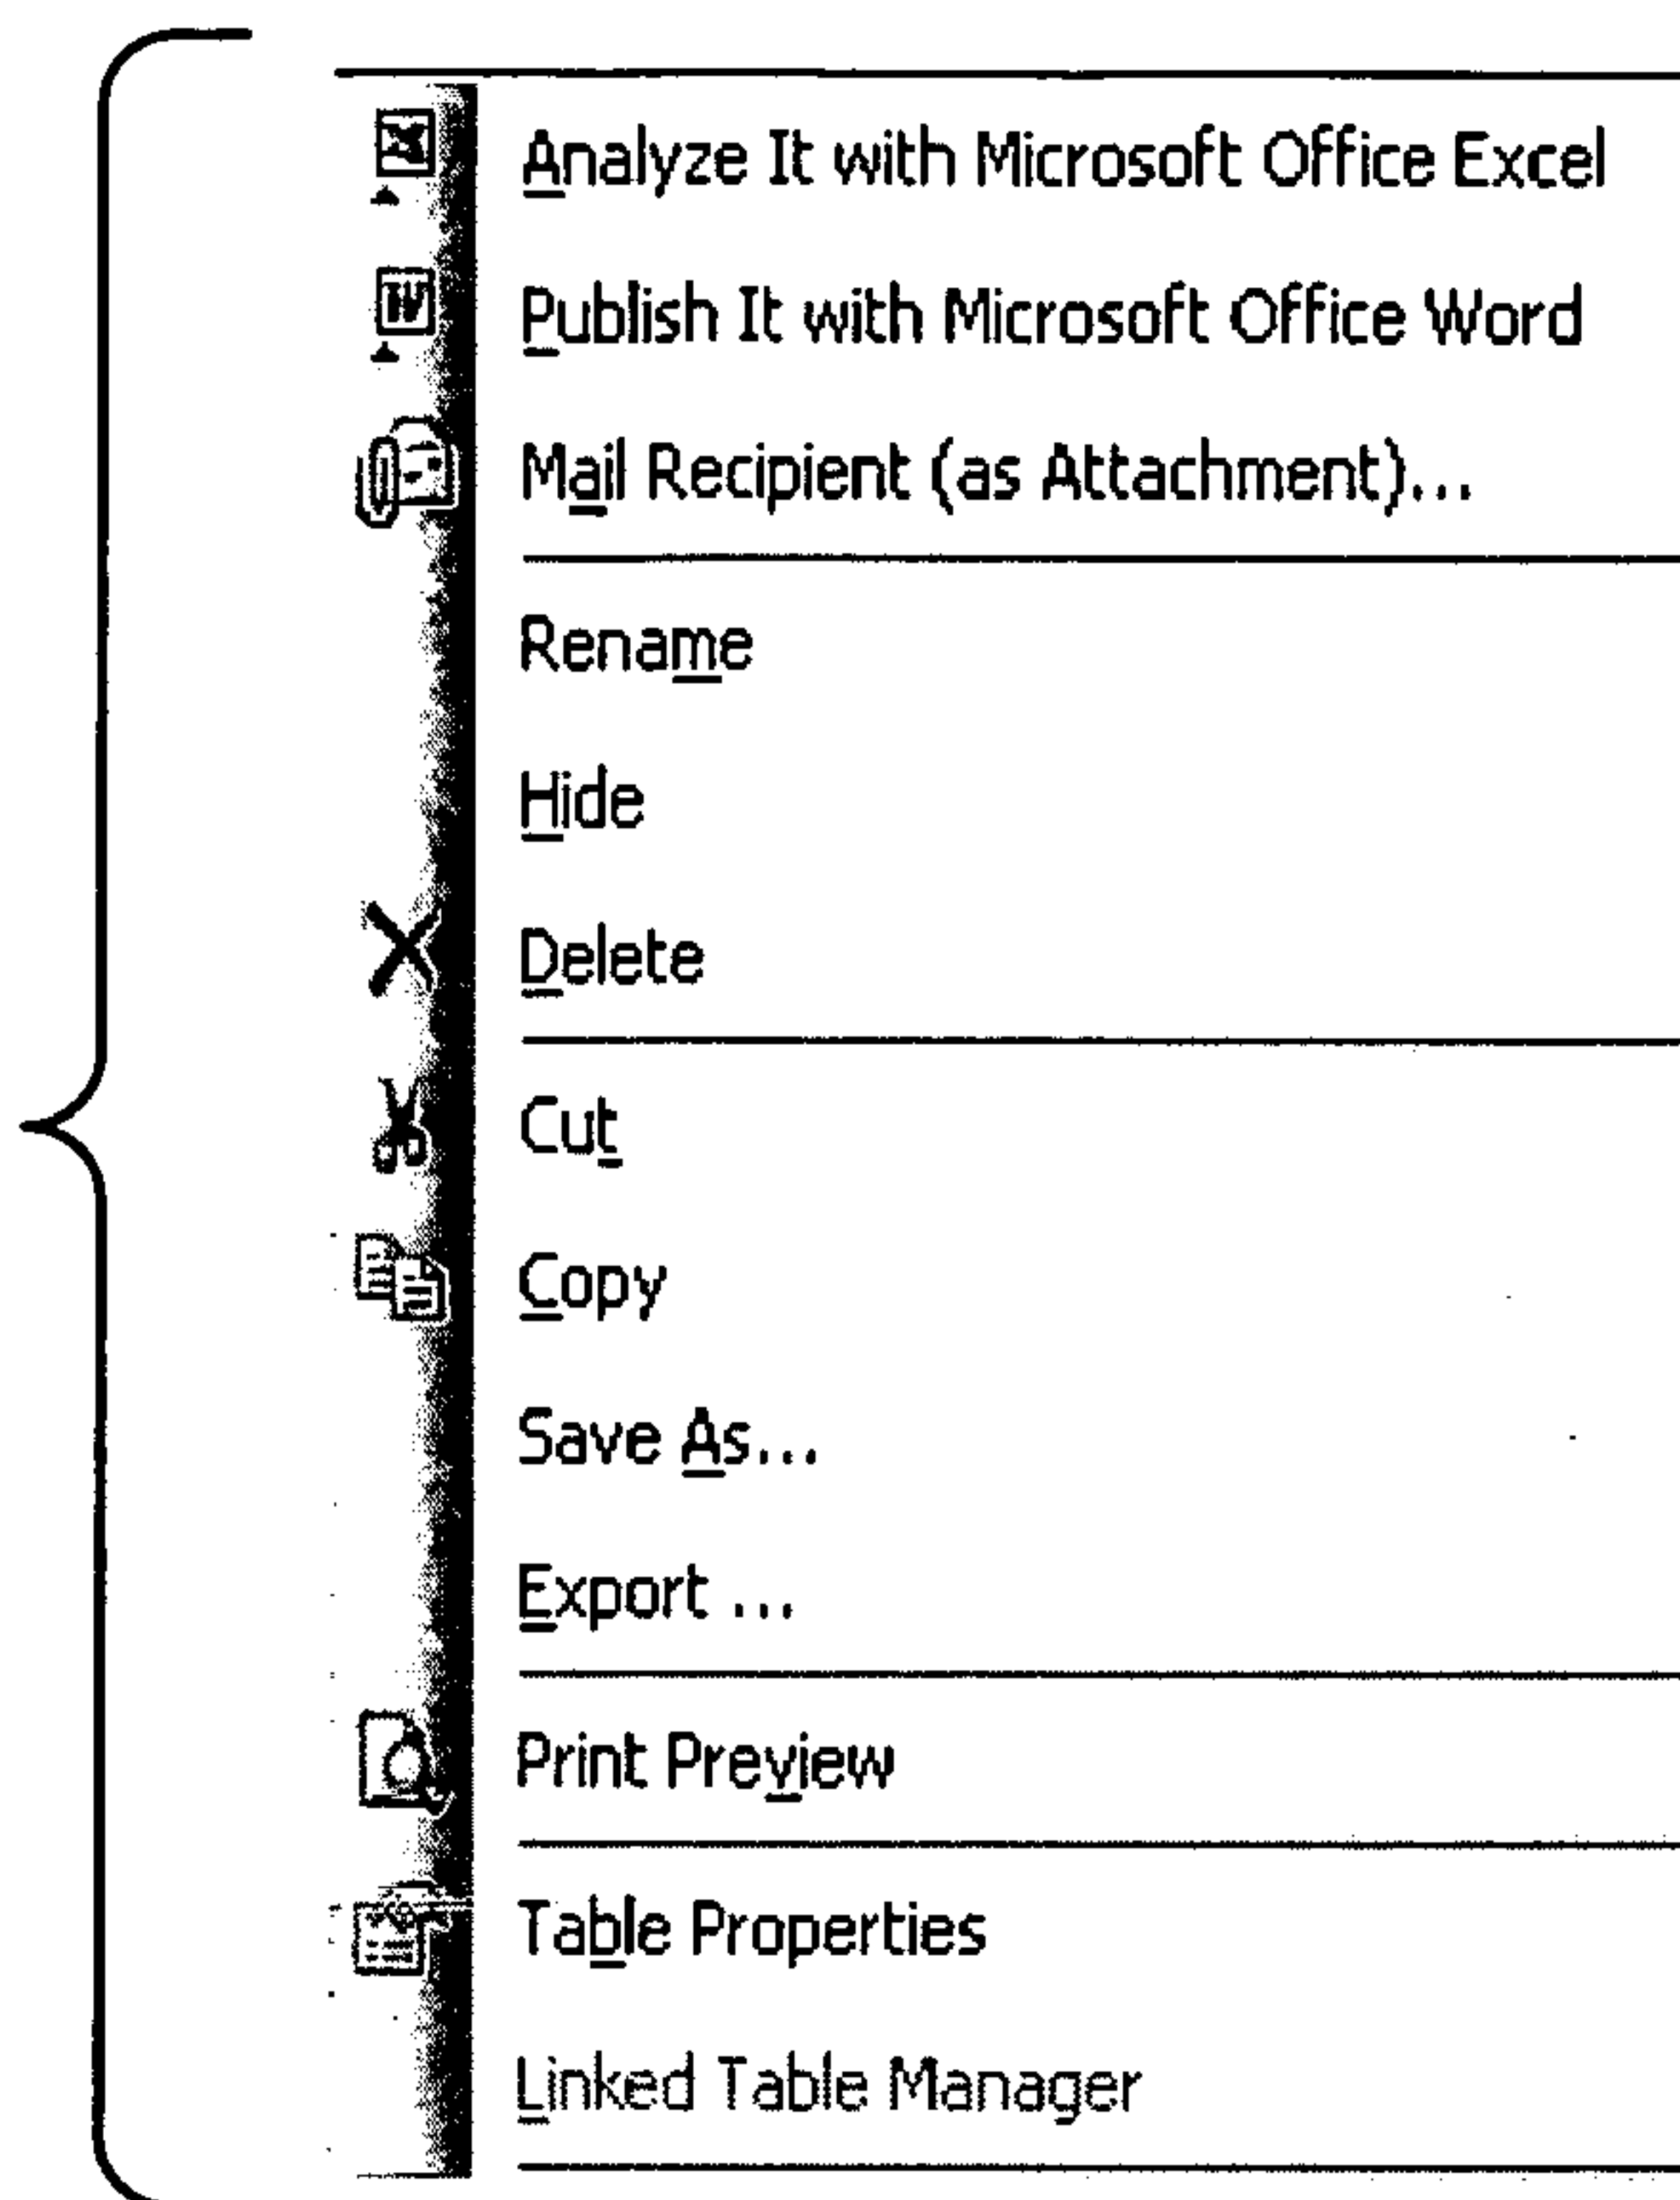 Analyze It with Microsoft Office Excel
Publish It with Microsoft Office Word
Mail Recipient (as Attachment)...
Rename
Hide
Delete
Cut
Copy
Save As...
Export ...
Print Preview
Table Properties
Linked Table Manager